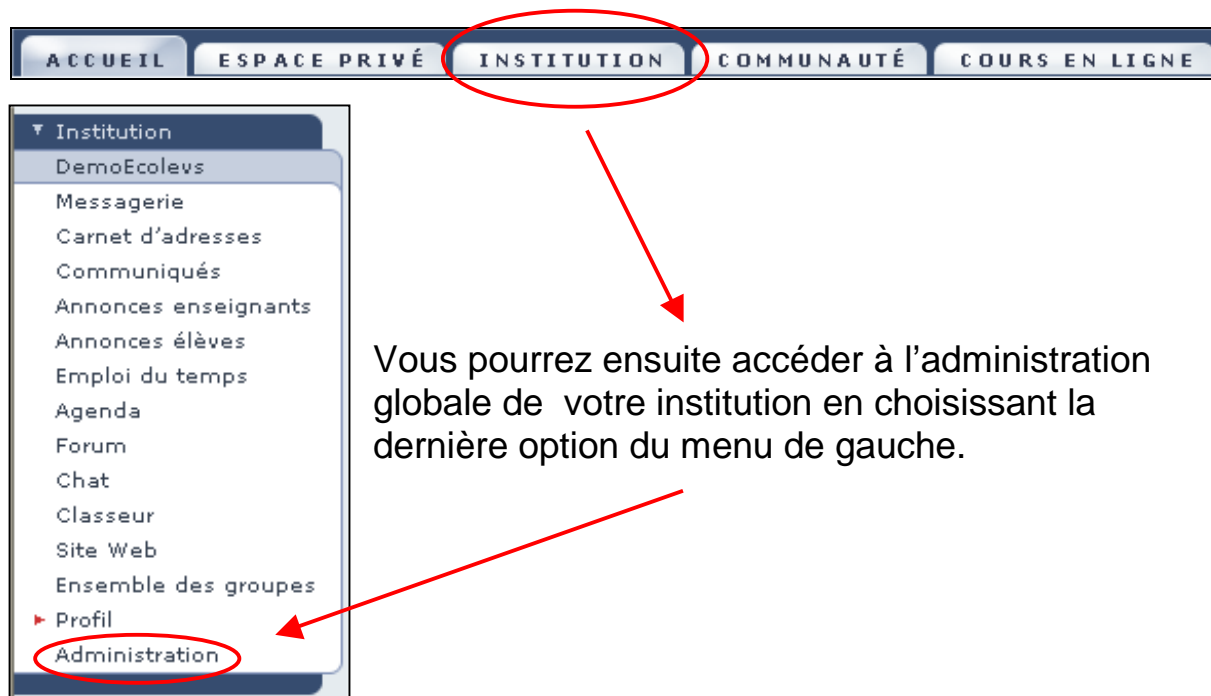 ACCUEIL ESPACE PRIVÉ INSTITUTION COMMUNAUTÉ COURS EN LIGNE
Institution
DemoEcolevs
Messagerie
Carnet d'adresses
Communiqués
Annonces enseignants
Annonces élèves
Emploi du temps
Agenda
Forum
Chat
Classeur
Site Web
Ensemble des groupes
Profil
Administration
Vous pourrez ensuite accéder à l'administration
globale de votre institution en choisissant la
dernière option du menu de gauche.